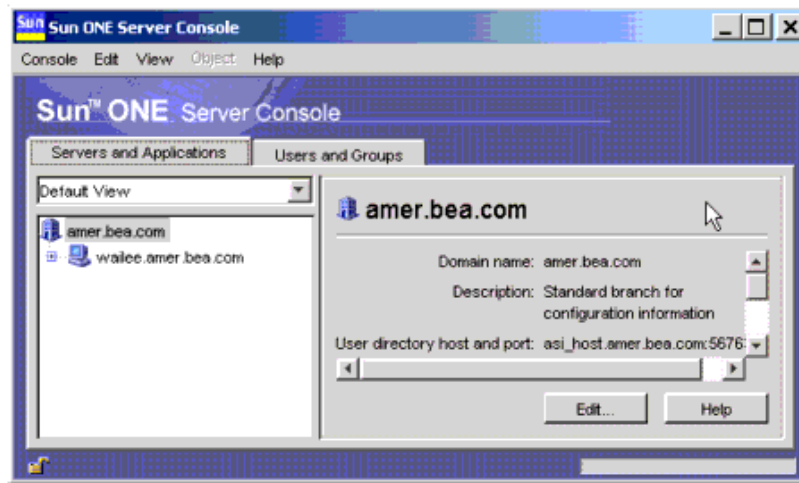 Sun Sun ONE Server Console
Console Edit View Object Help
Sun™ ONE Server Console
Servers and Applications Users and Groups
Default View
amer.bea.com
wailee.amer.bea.com
amer.bea.com
Domain name: amer.bea.com
Description: Standard branch for
configuration information
User directory host and port: asi_host.amer.bea.com:5676
Edit... Help